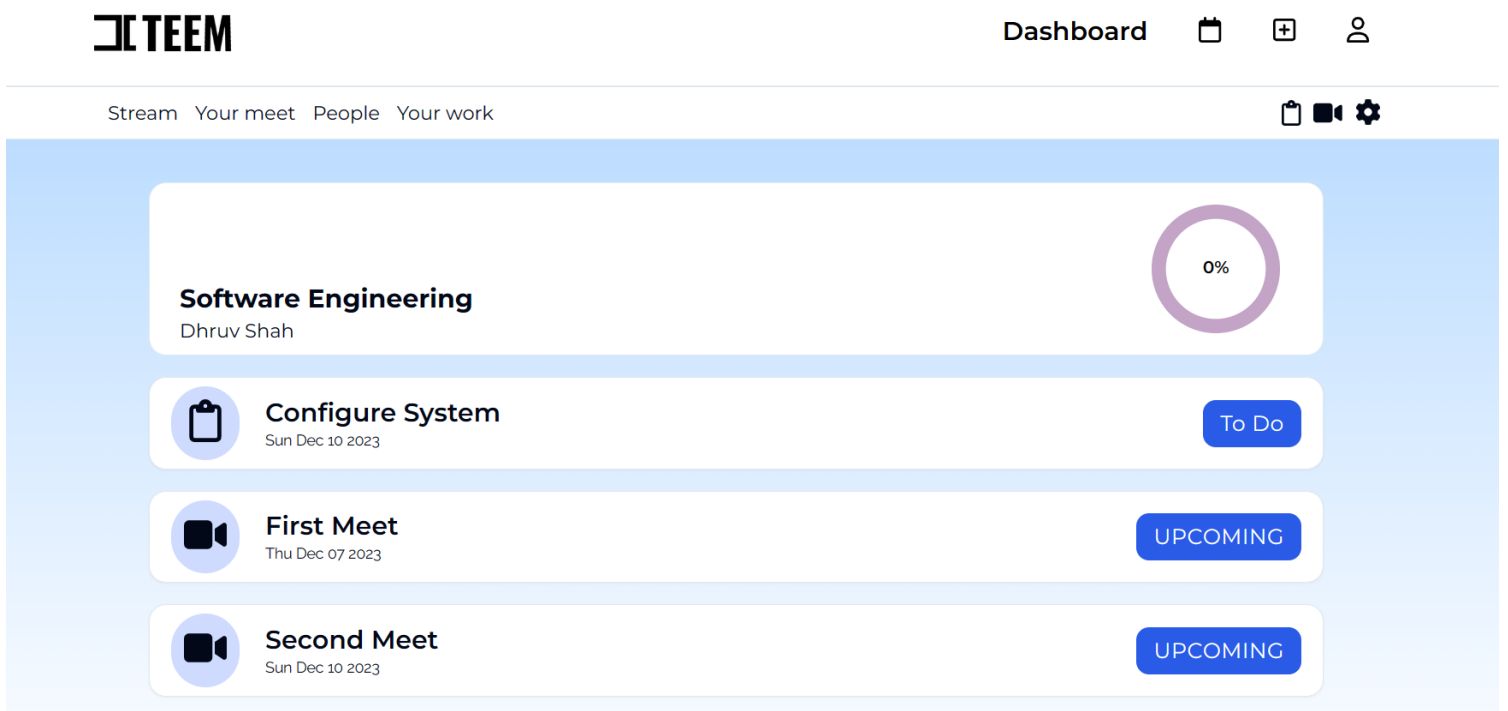 TEEM
Dashboard
Stream Your meet People Your work
0%
Software Engineering
Dhruv Shah
Configure System
Sun Dec 10 2023
To Do
First Meet
Thu Dec 07 2023
UPCOMING
Second Meet
Sun Dec 10 2023
UPCOMING